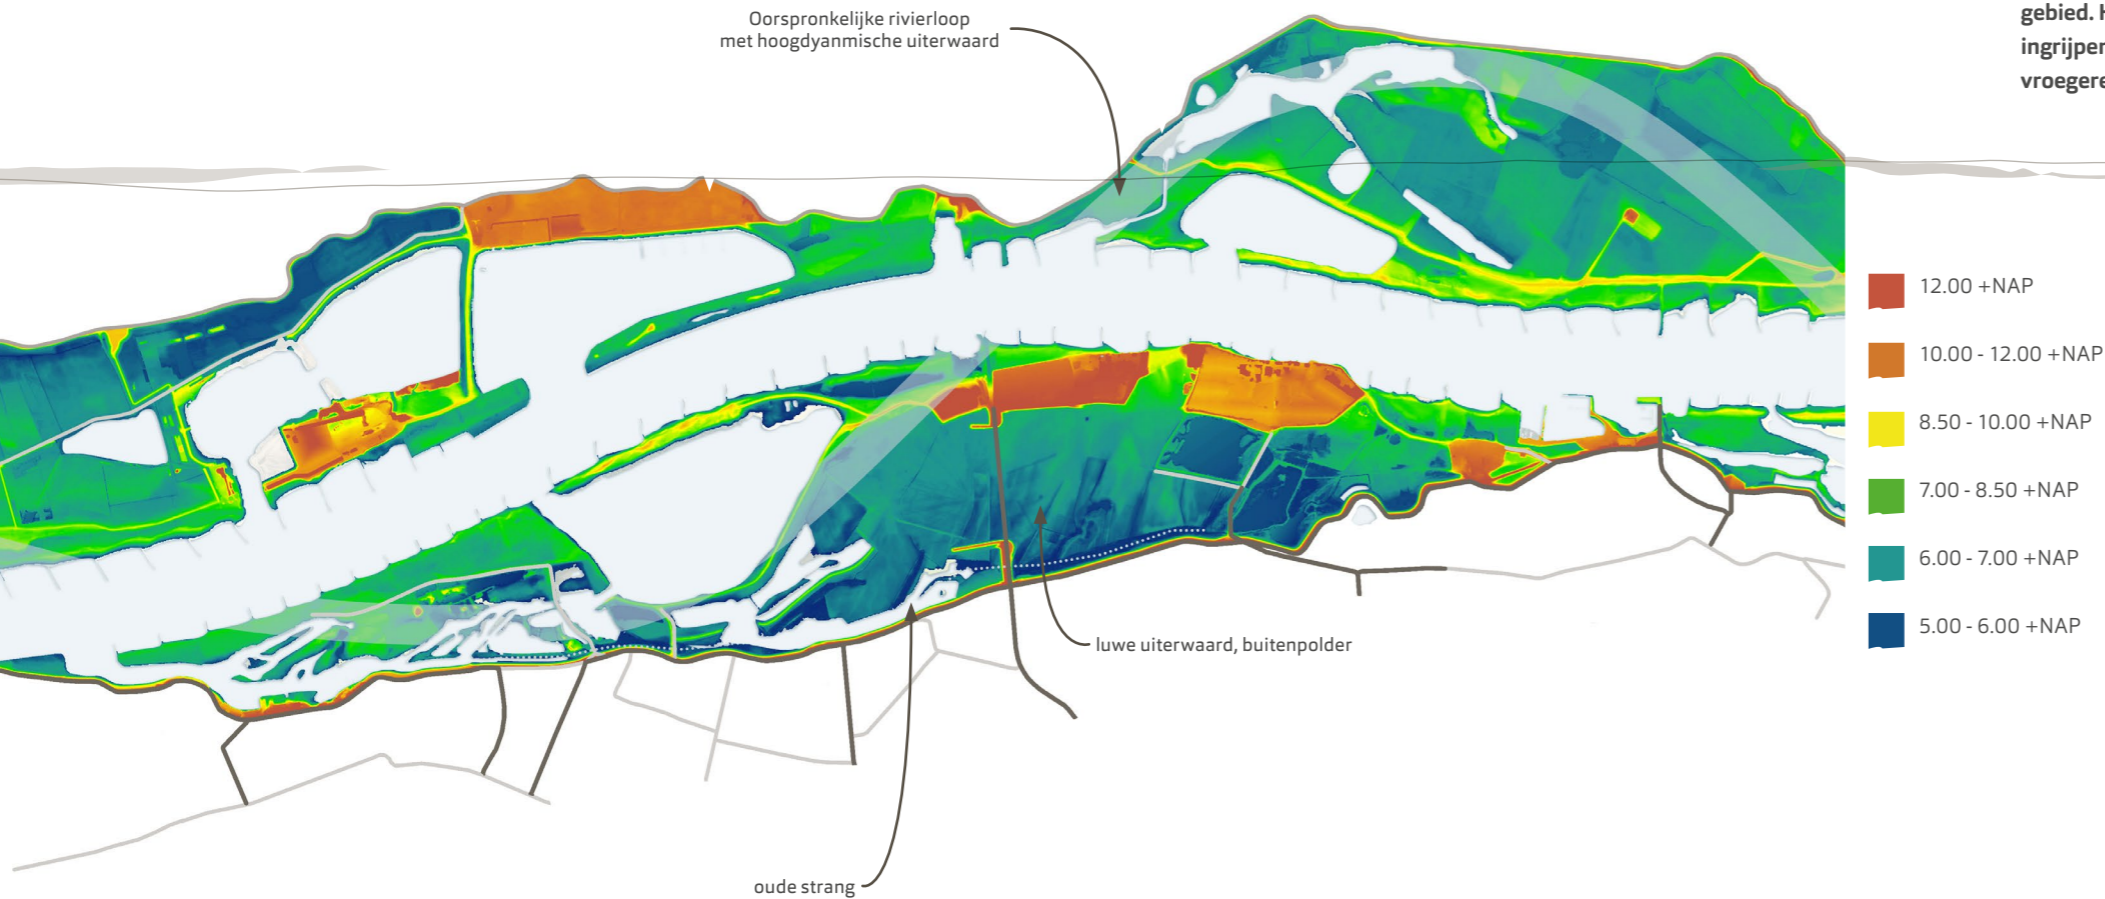 Oorspronkelijke rivierloop
met hoogdyanmische uiterwaard
gebied.
ingrijpen
vroegere
12.00 +NAP
10.00 - 12.00 +NAP
8.50 - 10.00 +NAP
7.00 - 8.50 +NAP
6.00 - 7.00 +NAP
5.00 - 6.00 +NAP
luwe uiterwaard, buitenpolder
oude strang